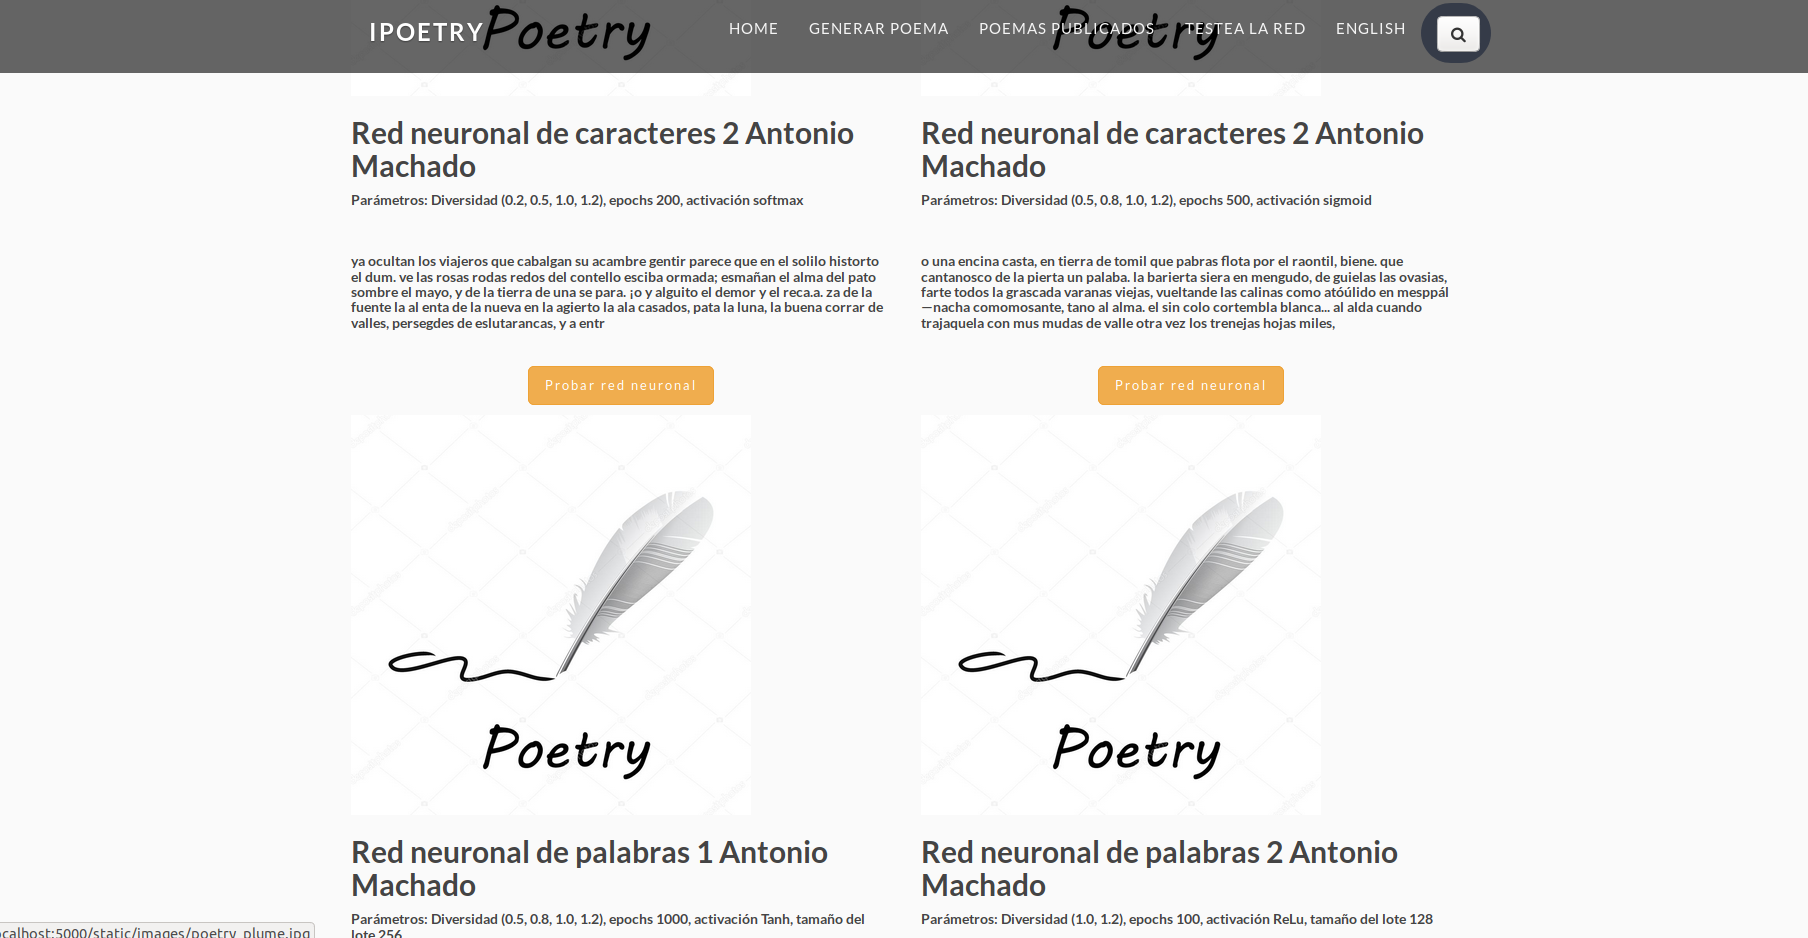 IPOETRY
Poetry
Poetry
HOME
GENERAR POEMA
POEMAS PUBLICADOS
TESTEA LA RED
ENGLISH
Red neuronal de caracteres 2 Antonio
Machado
Parámetros: Diversidad (0.2, 0.5, 1.0, 1.2), epochs 200, activación softmax
ya ocultan los viajeros que cabalgan su acambre gentir parece que en el solilo historto
el dum. ve las rosas rodas redos del contello esciba ormada; esmañan el alma del pato
sombre el mayo, y de la tierra de una se para. ¡o y alguito el demor y el reca.a. za de la
fuente la al enta de la nueva en la agierto la ala casados, pata la luna, la buena corrar de
valles, persegdes de eslutarancas, y a entr
Probar red neuronal
Red neuronal de caracteres 2 Antonio
Machado
Parámetros: Diversidad (0.5, 0.8, 1.0, 1.2), epochs 500, activación sigmoid
o una encina casta, en tierra de tomil que pabras flota por el raontil, biene. que
cantanosco de la pierta un palaba. la barierta siera en mengudo, de guielas las ovasias,
farte todos la grascada varanas viejas, vueltande las calinas como atóúlido en mesppál
—nacha comomosante, tano al alma. el sin colo cortembla blanca... al alda cuando
trajaquela con mus mudas de valle otra vez los trenejas hojas miles,
Probar red neuronal
Poetry
Poetry
Red neuronal de palabras 1 Antonio
Machado
Parámetros: Diversidad (0.5, 0.8, 1.0, 1.2), epochs 1000, activación Tanh, tamaño del
lote 256
Red neuronal de palabras 2 Antonio
Machado
Parámetros: Diversidad (1.0, 1.2), epochs 100, activación ReLu, tamaño del lote 128
ocalhost:5000/static/images/poetry_plume.jpg